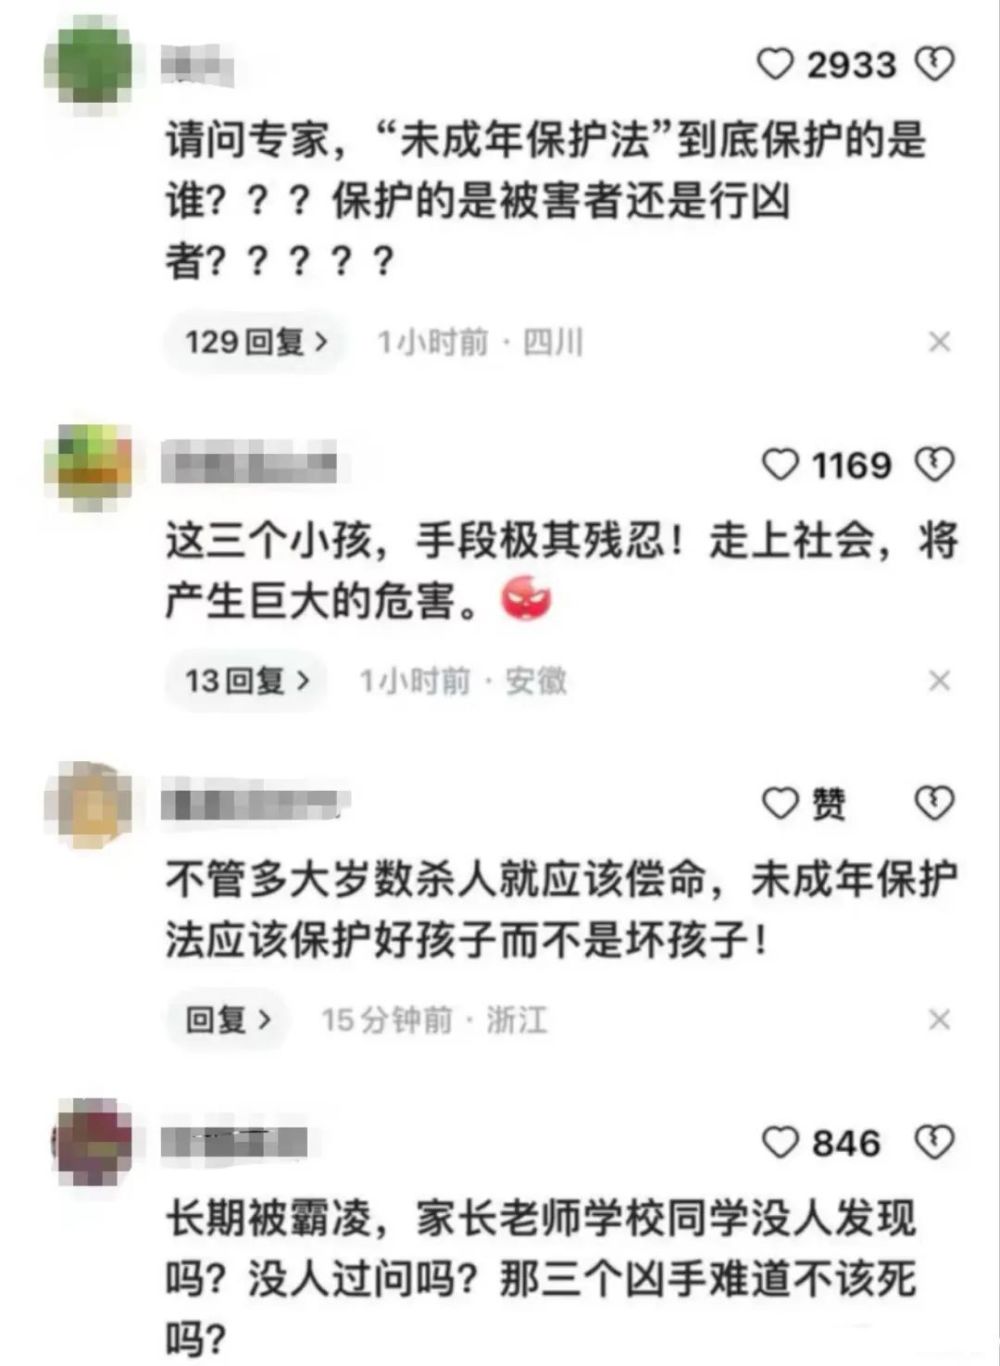 2933
请问专家，“未成年保护法”到底保护的是
谁？？？保护的是被害者还是行凶
者？？？？？
129回复 > 1小时前 · 四川
1169
这三个小孩，手段极其残忍！走上社会，将
产生巨大的危害。
13回复 > 1小时前 · 安徽
赞
不管多大岁数杀人就应该偿命，未成年保护
法应该保护好孩子而不是坏孩子！
回复 > 15分钟前 · 浙江
846
长期被霸凌，家长老师学校同学没人发现
吗？没人过问吗？那三个凶手难道不该死
吗？